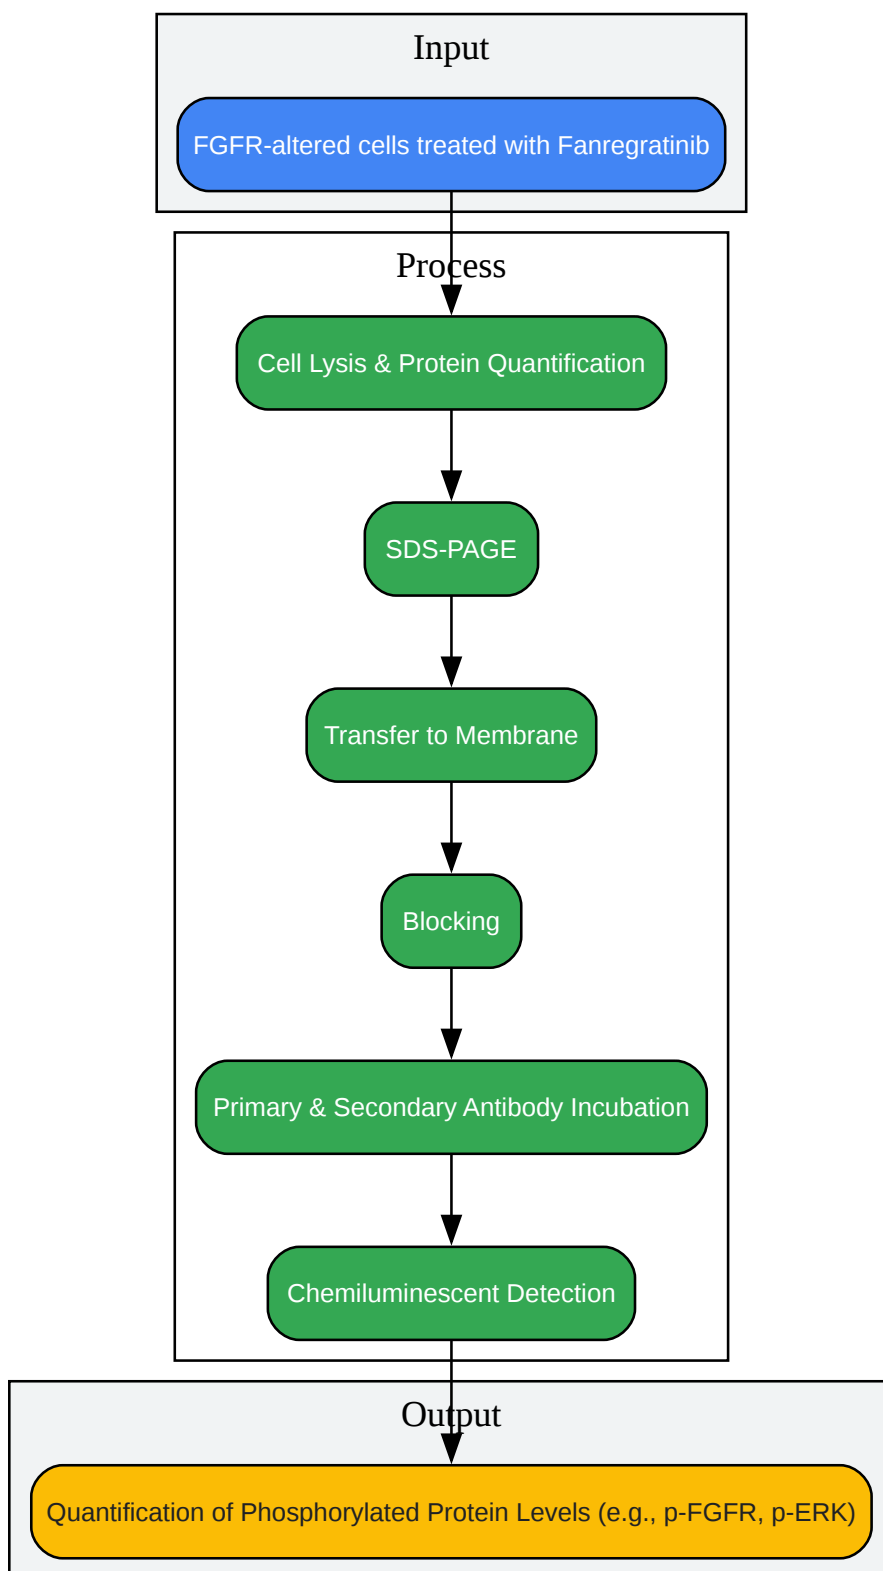 Input
FGFR-altered cells treated with Fanregratinib
Process
Cell Lysis & Protein Quantification
SDS-PAGE
Transfer to Membrane
Blocking
Primary & Secondary Antibody Incubation
Chemiluminescent Detection
Output
Quantification of Phosphorylated Protein Levels (e.g., p-FGFR, p-ERK)